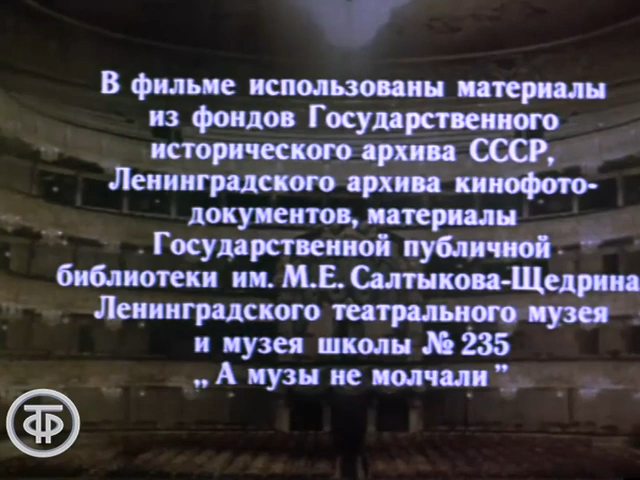 В фильме использованы материалы
из фондов Государственного
исторического архива СССР,
Ленинградского архива кинофото-
документов, материалы
Государственной публичной
библиотеки им. М.Е. Салтыкова-Щедрина
Ленинградского театрального музея
и музея школы № 235
„ А музы не молчали ”
ТФ